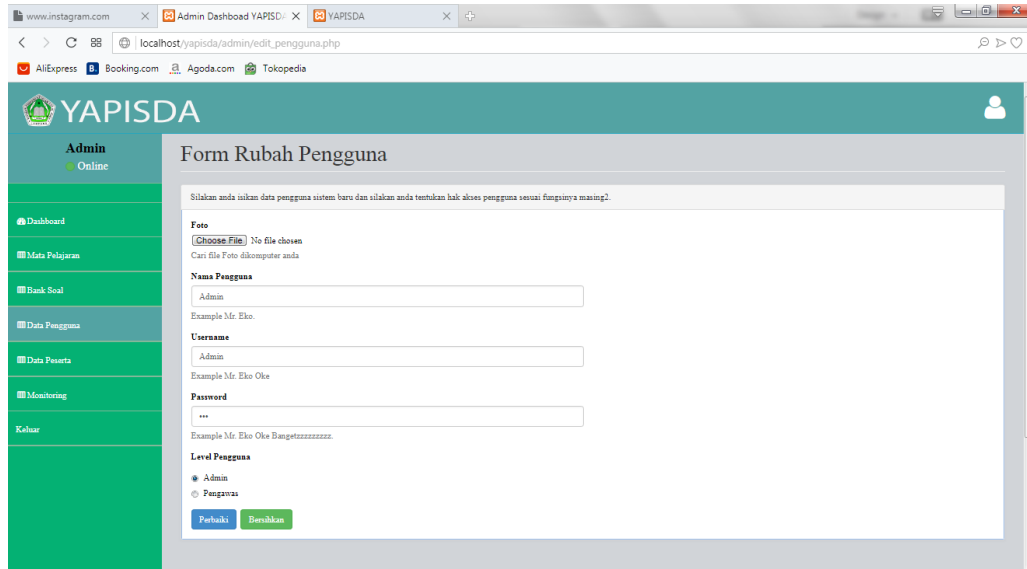 www.instagram.com
Admin Dashboad YAPISDA
YAPISDA
localhost/yapisda/admin/edit_pengguna.php
AliExpress
B. Booking.com
a Agoda.com
Tokopedia
YAPISDA
Admin
Online
Dashboard
Mata Pelajaran
Bank Soal
Data Pengguna
Data Peserta
Monitoring
Keluar
Form Rubah Pengguna
Silakan anda isikan data pengguna sistem baru dan silakan anda tentukan hak akses pengguna sesuai fungsinya masing2.
Foto
Choose File No file chosen
Cari file Foto dikomputer anda
Nama Pengguna
Admin
Example Mr. Eko.
Username
Admin
Example Mr. Eko Oke
Password
•••
Example Mr. Eko Oke Bangetzzzzzzzzz.
Level Pengguna
Admin
Pengawas
Perbaiki
Bersihkan